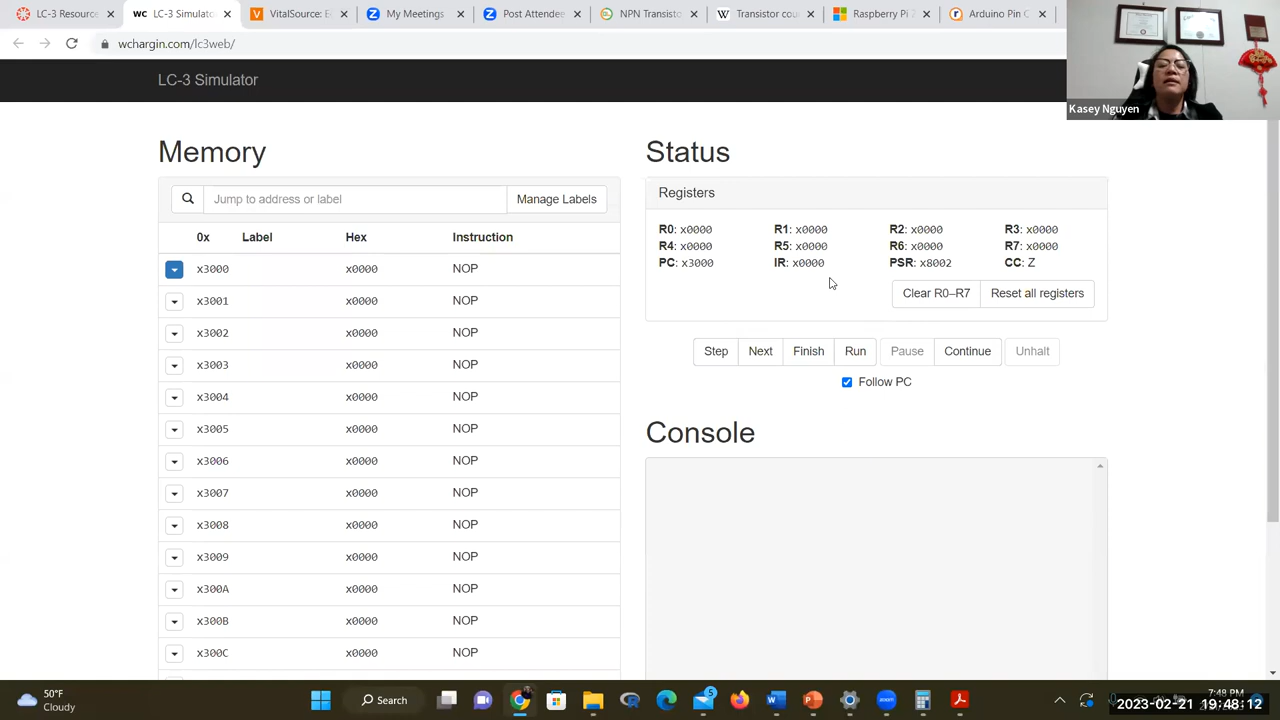 LC-3 Resource
WC LC-3 Simulator
VitalSource: E
My Meeting
Post Attende
NPN Transisto
Transistor cou
Raspberry Pi
Arduino Pin C
wchargin.com/lc3web/
LC-3 Simulator
Kasey Nguyen
Memory
Jump to address or label
Manage Labels
0x Label Hex Instruction
x3000 x0000 NOP
x3001 x0000 NOP
x3002 x0000 NOP
x3003 x0000 NOP
x3004 x0000 NOP
x3005 x0000 NOP
x3006 x0000 NOP
x3007 x0000 NOP
x3008 x0000 NOP
x3009 x0000 NOP
x300A x0000 NOP
x300B x0000 NOP
x300C x0000 NOP
Status
Registers
R0: x0000 R1: x0000 R2: x0000 R3: x0000
R4: x0000 R5: x0000 R6: x0000 R7: x0000
PC: x3000 IR: x0000 PSR: x8002 CC: Z
Clear R0–R7 Reset all registers
Step Next Finish Run Pause Continue Unhalt
Follow PC
Console
50°F
Cloudy
Search
5
7:48 PM
2023-02-21 19:48:12